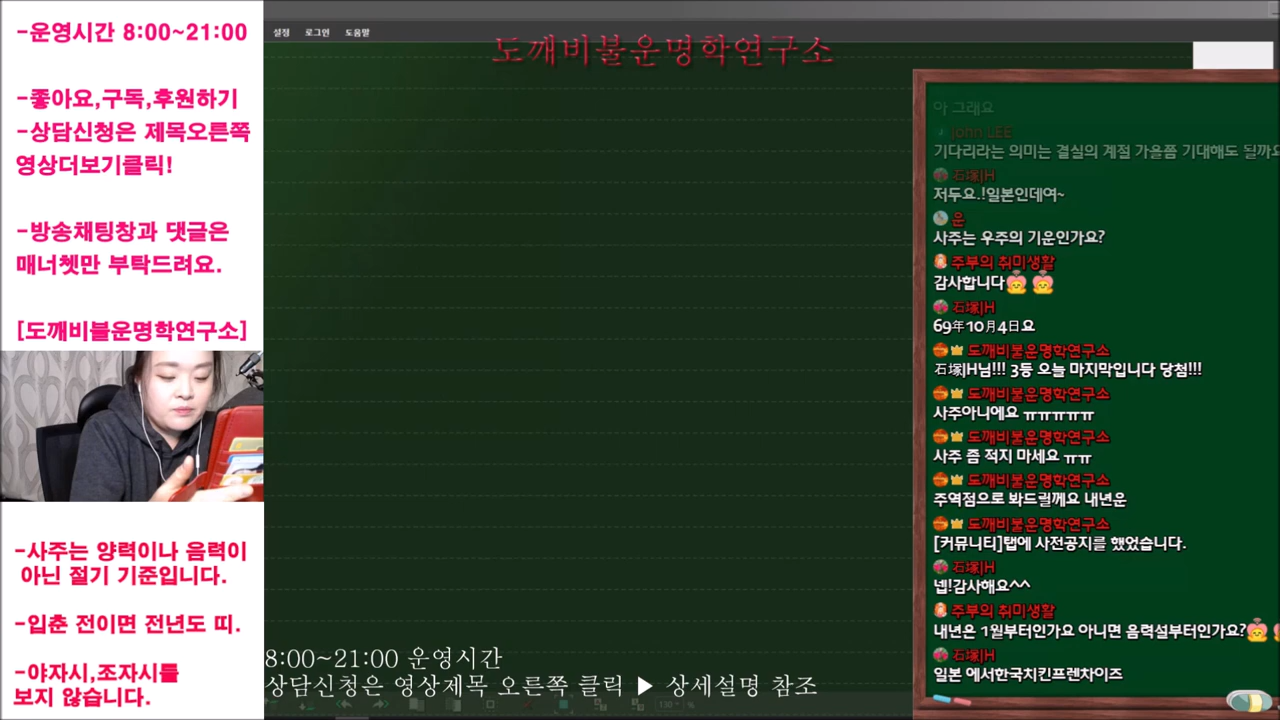 -운영시간 8:00~21:00
-좋아요,구독,후원하기
-상담신청은 제목오른쪽
영상더보기클릭!
-방송채팅창과 댓글은
매너쳇만 부탁드려요.
[도깨비불운명학연구소]
-사주는 양력이나 음력이
아닌 절기 기준입니다.
-입춘 전이면 전년도 띠.
-야자시,조자시를
보지 않습니다.
설정 로그인 도움말
도깨비불운명학연구소
8:00~21:00 운영시간
상담신청은 영상제목 오른쪽 클릭 ▶ 상세설명 참조
아 그래요
John LEE
기다리라는 의미는 결실의 계절 가을쯤 기대해도 될까요
石塚|H
저두요.!일본인데여~
운
사주는 우주의 기운인가요?
주부의 취미생활
감사합니다
石塚|H
69年10月4日요
도깨비불운명학연구소
石塚|H님!!! 3등 오늘 마지막입니다 당첨!!!
도깨비불운명학연구소
사주아니에요 ㅠㅠㅠㅠㅠ
도깨비불운명학연구소
사주 좀 적지 마세요 ㅠㅠ
도깨비불운명학연구소
주역점으로 봐드릴께요 내년운
도깨비불운명학연구소
[커뮤니티]탭에 사전공지를 했었습니다.
石塚|H
넵!감사해요^^
주부의 취미생활
내년은 1월부터인가요 아니면 음력설부터인가요?
石塚|H
일본 에서한국치킨프렌차이즈